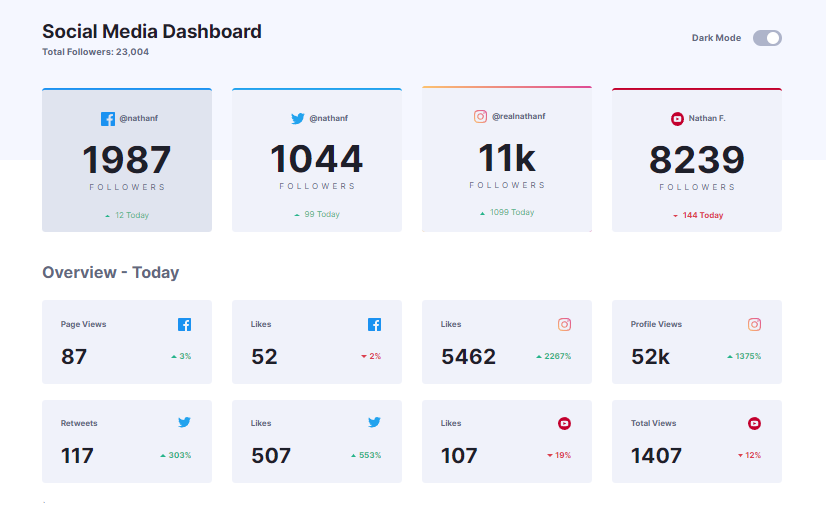 Social Media Dashboard
Total Followers: 23,004
Dark Mode
@nathanf
1987
FOLLOWERS
12 Today
@nathanf
1044
FOLLOWERS
99 Today
@realnathanf
11k
FOLLOWERS
1099 Today
Nathan F.
8239
FOLLOWERS
144 Today
Overview - Today
Page Views
87
3%
Likes
52
2%
Likes
5462
2267%
Profile Views
52k
1375%
Retweets
117
303%
Likes
507
553%
Likes
107
19%
Total Views
1407
12%